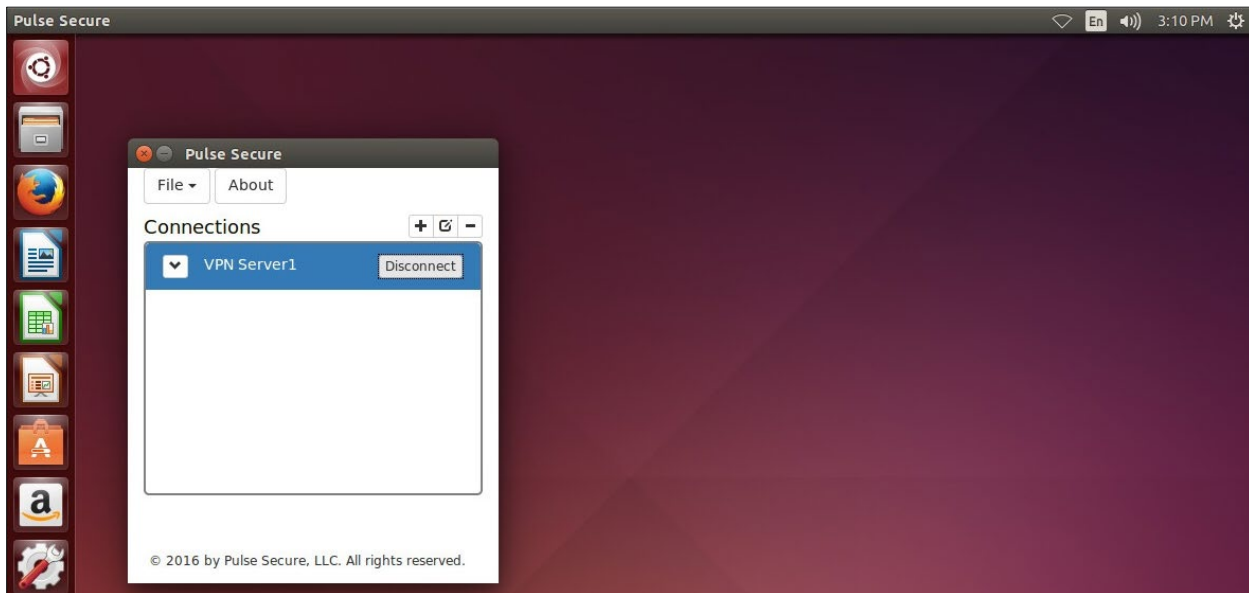 Pulse Secure
En
3:10 PM
Pulse Secure
File
About
Connections
VPN Server1
Disconnect
© 2016 by Pulse Secure, LLC. All rights reserved.
A
a